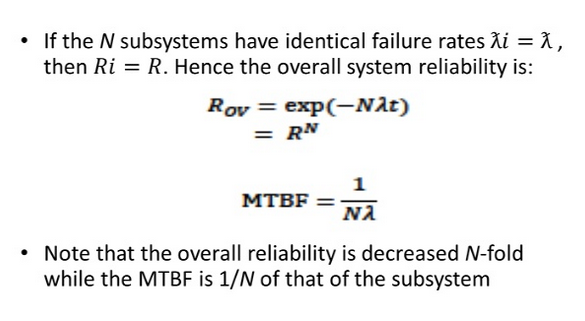 • If the N subsystems have identical failure rates ƛi = ƛ ,
then Ri = R. Hence the overall system reliability is:
R_OV = exp(−Nλt)
= R^N
MTBF = 1/Nλ
• Note that the overall reliability is decreased N-fold
while the MTBF is 1/N of that of the subsystem